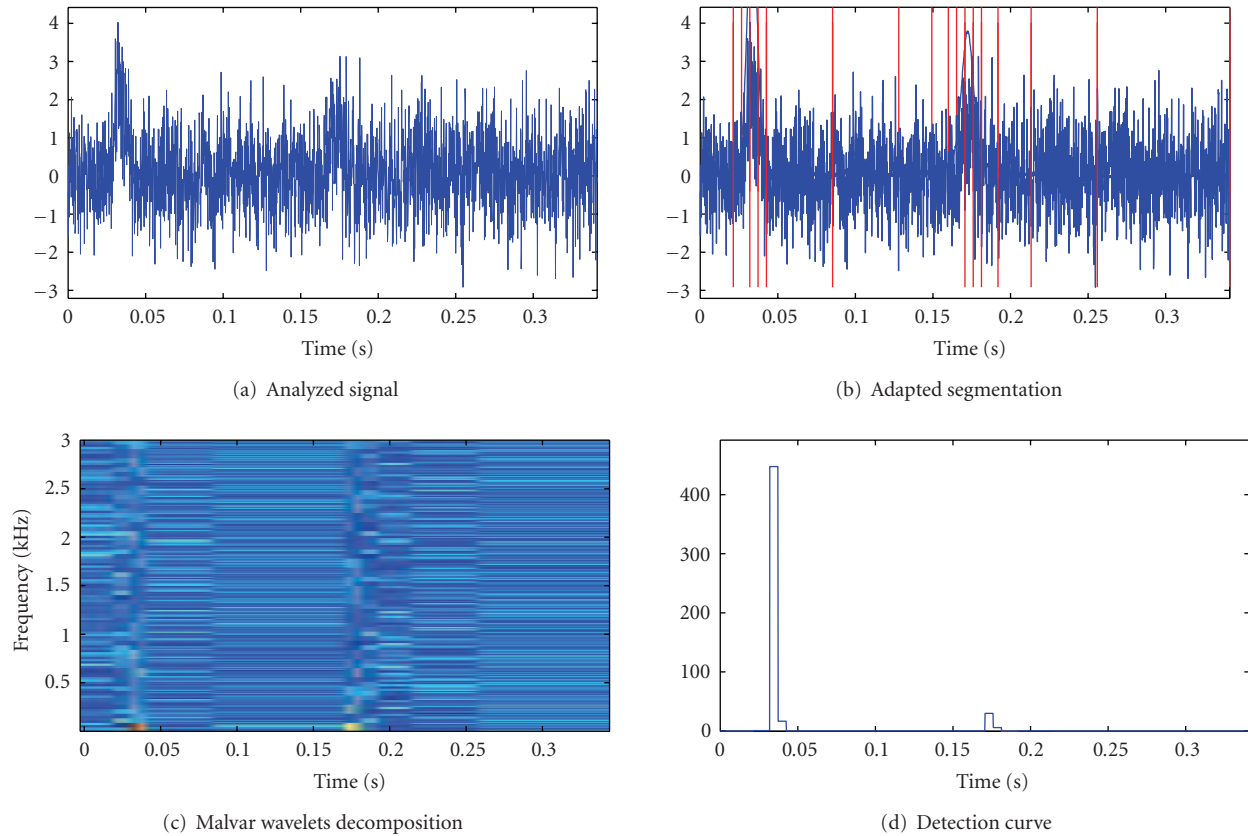 4
3
2
1
0
−1
−2
−3
0 0.05 0.1 0.15 0.2 0.25 0.3
Time (s)
(a) Analyzed signal
4
3
2
1
0
−1
−2
−3
0 0.05 0.1 0.15 0.2 0.25 0.3
Time (s)
(b) Adapted segmentation
3
2.5
2
1.5
1
0.5
Frequency (kHz)
0 0.05 0.1 0.15 0.2 0.25 0.3
Time (s)
(c) Malvar wavelets decomposition
400
300
200
100
0
0 0.05 0.1 0.15 0.2 0.25 0.3
Time (s)
(d) Detection curve